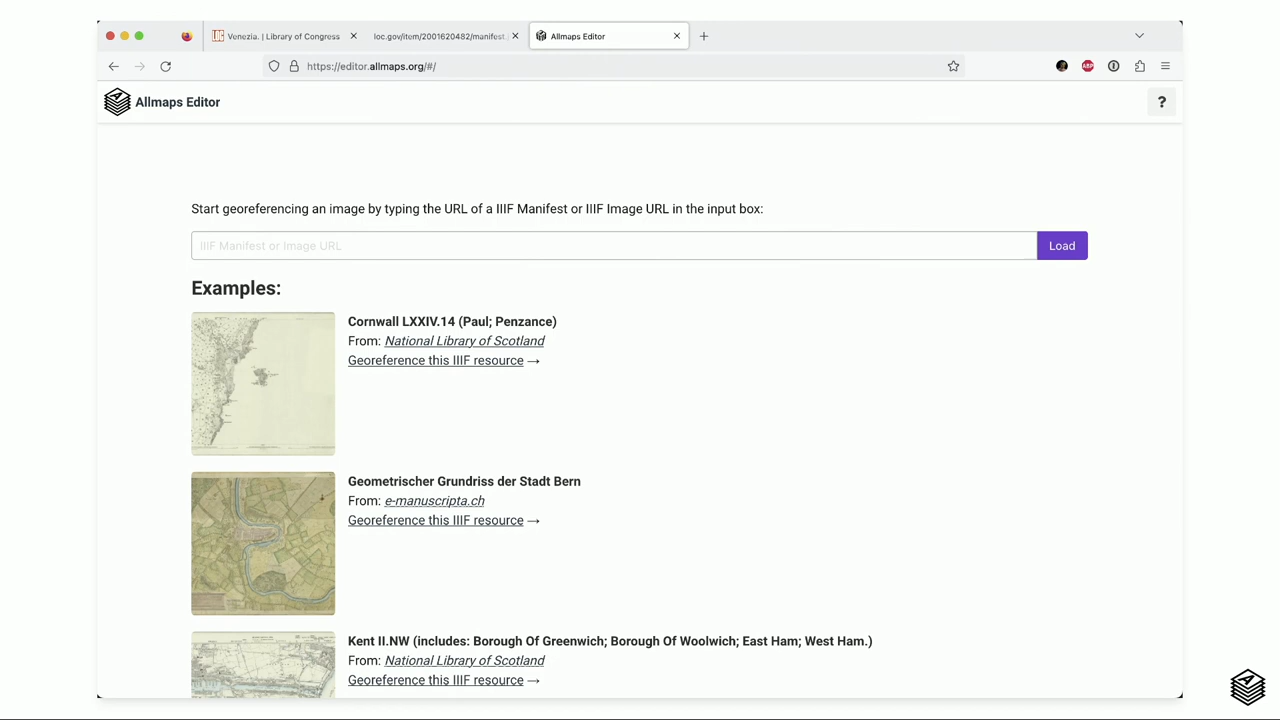 Venezia. | Library of Congress
loc.gov/item/2001620482/manifest.
Allmaps Editor
https://editor.allmaps.org/#/
ABP
Allmaps Editor
?
Start georeferencing an image by typing the URL of a IIIF Manifest or IIIF Image URL in the input box:
IIIF Manifest or Image URL
Load
Examples:
Cornwall LXXIV.14 (Paul; Penzance)
From: National Library of Scotland
Georeference this IIIF resource →
Geometrischer Grundriss der Stadt Bern
From: e-manuscripta.ch
Georeference this IIIF resource →
Kent II.NW (includes: Borough Of Greenwich; Borough Of Woolwich; East Ham; West Ham.)
From: National Library of Scotland
Georeference this IIIF resource →